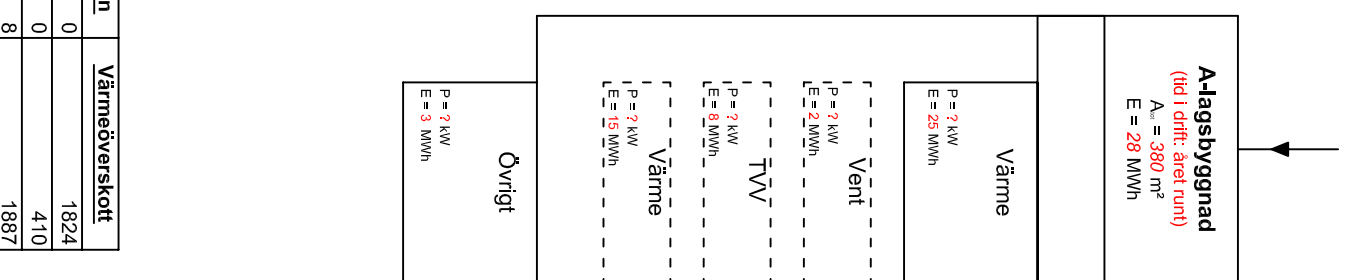 A-lagsbyggnad
(tid i drift: året runt)
Atot = 380 m²
E = 28 MWh
Värme
P = ? kW
E = 25 MWh
Vent
P = ? kW
E = 2 MWh
TVV
P = ? kW
E = 8 MWh
Värme
P = ? kW
E = 15 MWh
Övrigt
P = ? kW
E = 3 MWh
n Värmeöverskott
0 1824
0 410
8 1887